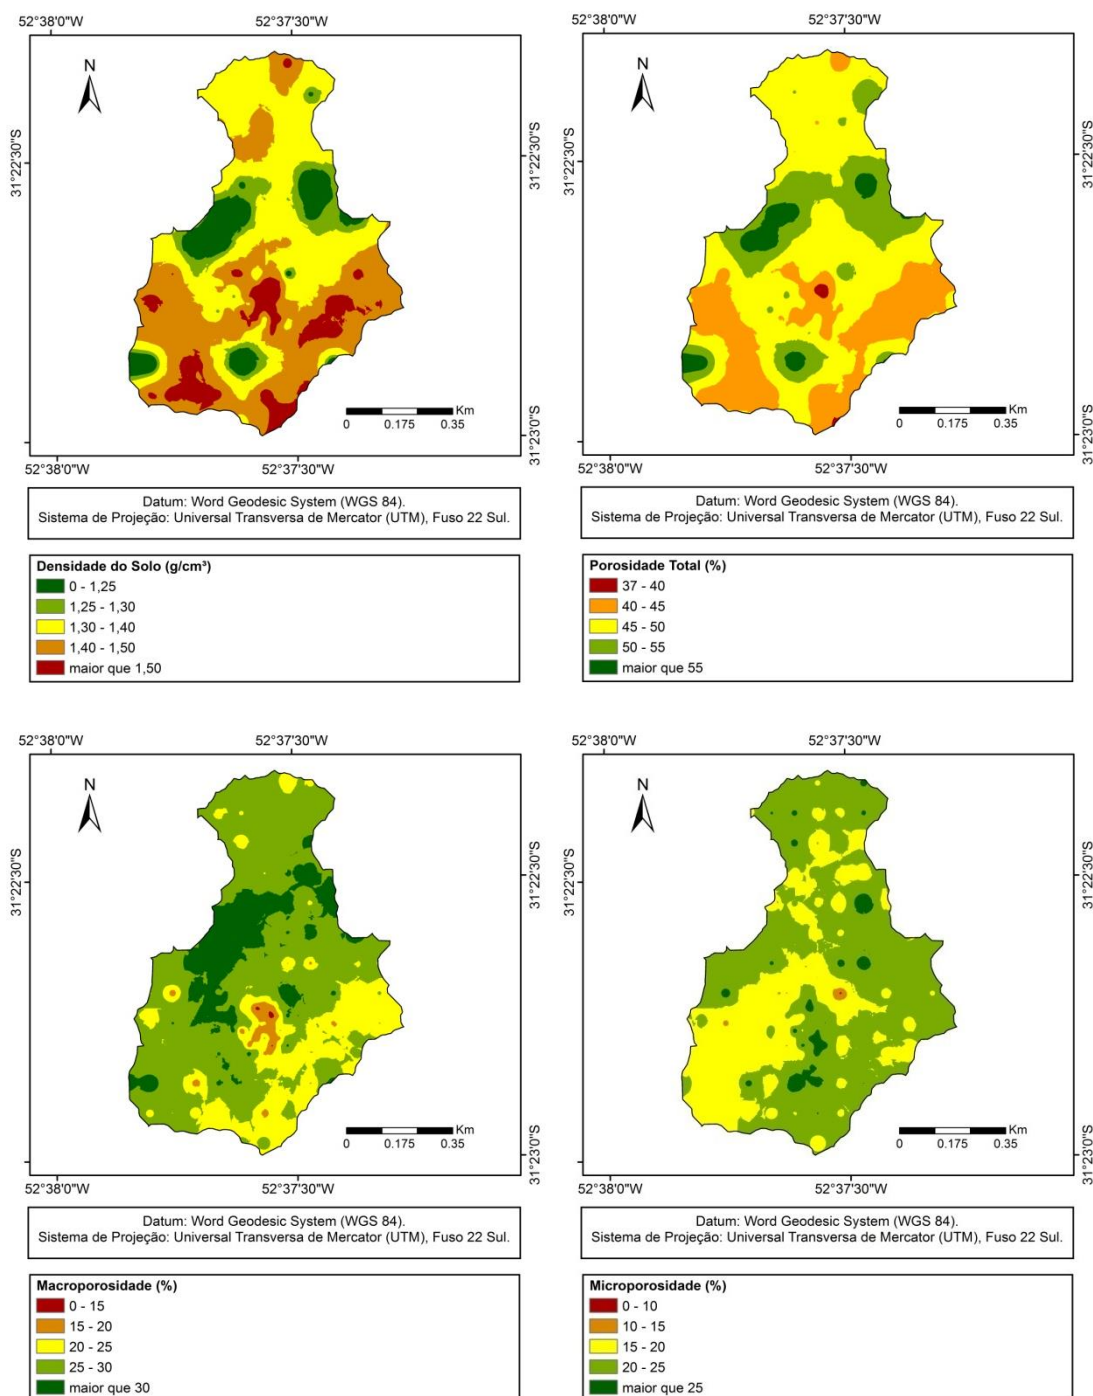 52°38'0"W 52°37'30"W 52°38'0"W 52°37'30"W
N N
31°22'30"S 31°22'30"S 31°22'30"S
Km Km
0 0.175 0.35 0 0.175 0.35
31°23'0"S 31°23'0"S
52°38'0"W 52°37'30"W 52°38'0"W 52°37'30"W
Datum: Word Geodesic System (WGS 84).
Sistema de Projeção: Universal Transversa de Mercator (UTM), Fuso 22 Sul.
Datum: Word Geodesic System (WGS 84).
Sistema de Projeção: Universal Transversa de Mercator (UTM), Fuso 22 Sul.
Densidade do Solo (g/cm³)
0 - 1,25
1,25 - 1,30
1,30 - 1,40
1,40 - 1,50
maior que 1,50
Porosidade Total (%)
37 - 40
40 - 45
45 - 50
50 - 55
maior que 55
52°38'0"W 52°37'30"W 52°38'0"W 52°37'30"W
N N
31°22'30"S 31°22'30"S 31°22'30"S
Km Km
0 0.175 0.35 0 0.175 0.35
31°23'0"S 31°23'0"S
52°38'0"W 52°37'30"W 52°38'0"W 52°37'30"W
Datum: Word Geodesic System (WGS 84).
Sistema de Projeção: Universal Transversa de Mercator (UTM), Fuso 22 Sul.
Datum: Word Geodesic System (WGS 84).
Sistema de Projeção: Universal Transversa de Mercator (UTM), Fuso 22 Sul.
Macroporosidade (%)
0 - 15
15 - 20
20 - 25
25 - 30
maior que 30
Microporosidade (%)
0 - 10
10 - 15
15 - 20
20 - 25
maior que 25